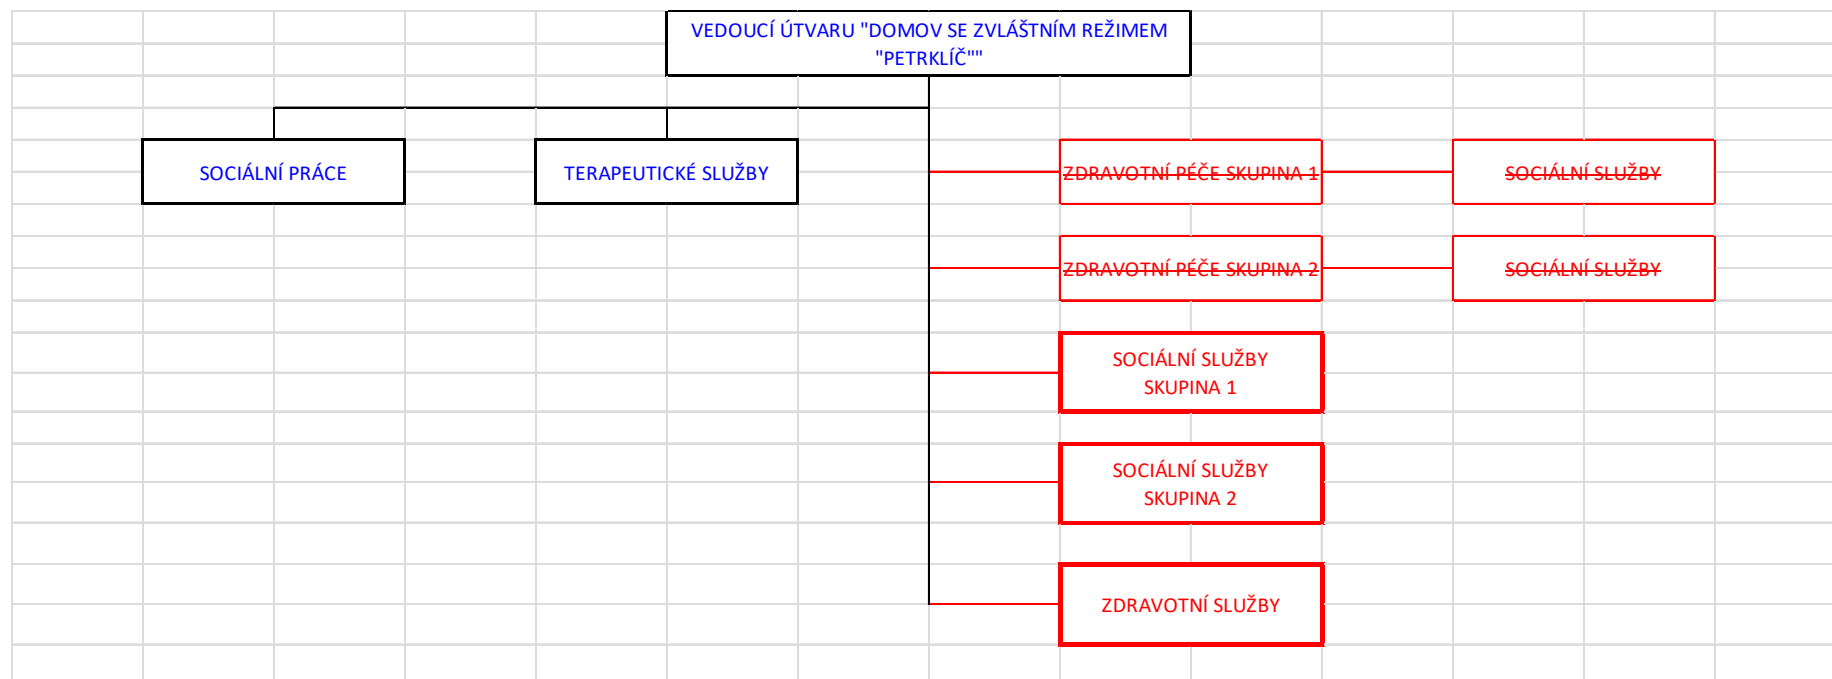 VEDOUCÍ ÚTVARU "DOMOV SE ZVLÁŠTNÍM REŽIMEM
"PETRKLÍČ""
SOCIÁLNÍ PRÁCE
TERAPEUTICKÉ SLUŽBY
ZDRAVOTNÍ PÉČE SKUPINA 1
SOCIÁLNÍ SLUŽBY
ZDRAVOTNÍ PÉČE SKUPINA 2
SOCIÁLNÍ SLUŽBY
SOCIÁLNÍ SLUŽBY
SKUPINA 1
SOCIÁLNÍ SLUŽBY
SKUPINA 2
ZDRAVOTNÍ SLUŽBY